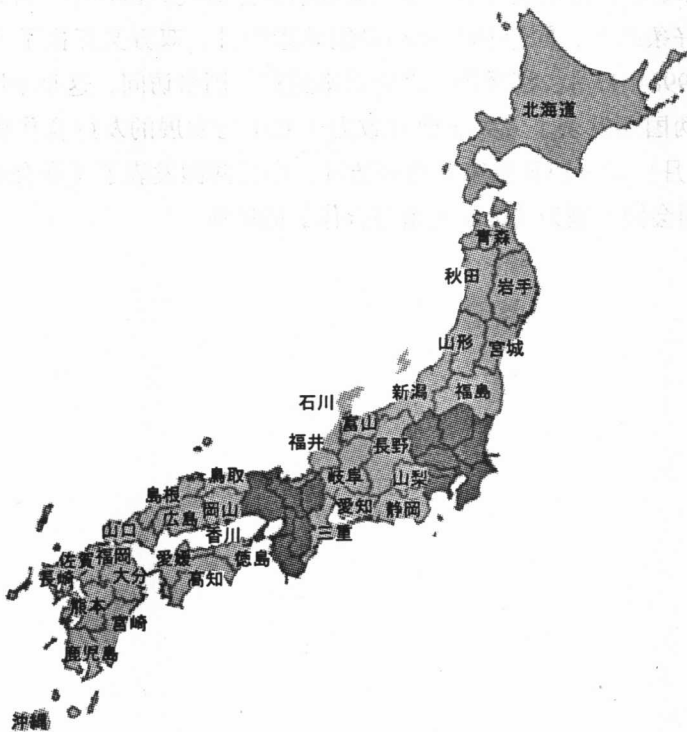 北海道
青森
秋田
岩手
山形
宮城
新潟
福島
石川
富山
福井
長野
岐阜
山梨
鳥取
島根
岡山
愛知
静岡
広島
香川
三重
山口
徳島
佐賀
福岡
愛媛
長崎
大分
高知
熊本
宮崎
鹿児島
沖縄